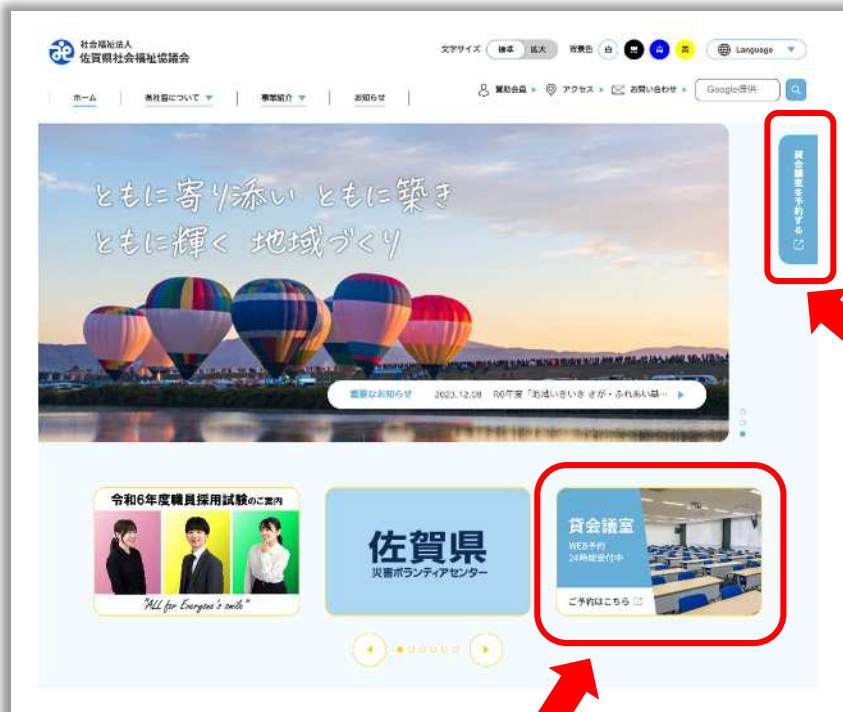 社会福祉法人
佐賀県社会福祉協議会
文字サイズ 標準 拡大 背景色 白 黒 青 黄 Language
ホーム 県社協について 事業紹介 お知らせ
賛助会員 アクセス お問い合わせ Google提供
貸会議室を予約する
ともに寄り添い ともに築き
ともに輝く 地域づくり
重要なお知らせ 2023.12.08 R6年度「地域いきいき さが・ふれあい基…
令和6年度職員採用試験のご案内
"ALL for Everyone's smile"
佐賀県
災害ボランティアセンター
貸会議室
WEB予約
24時間受付中
ご予約はこちら